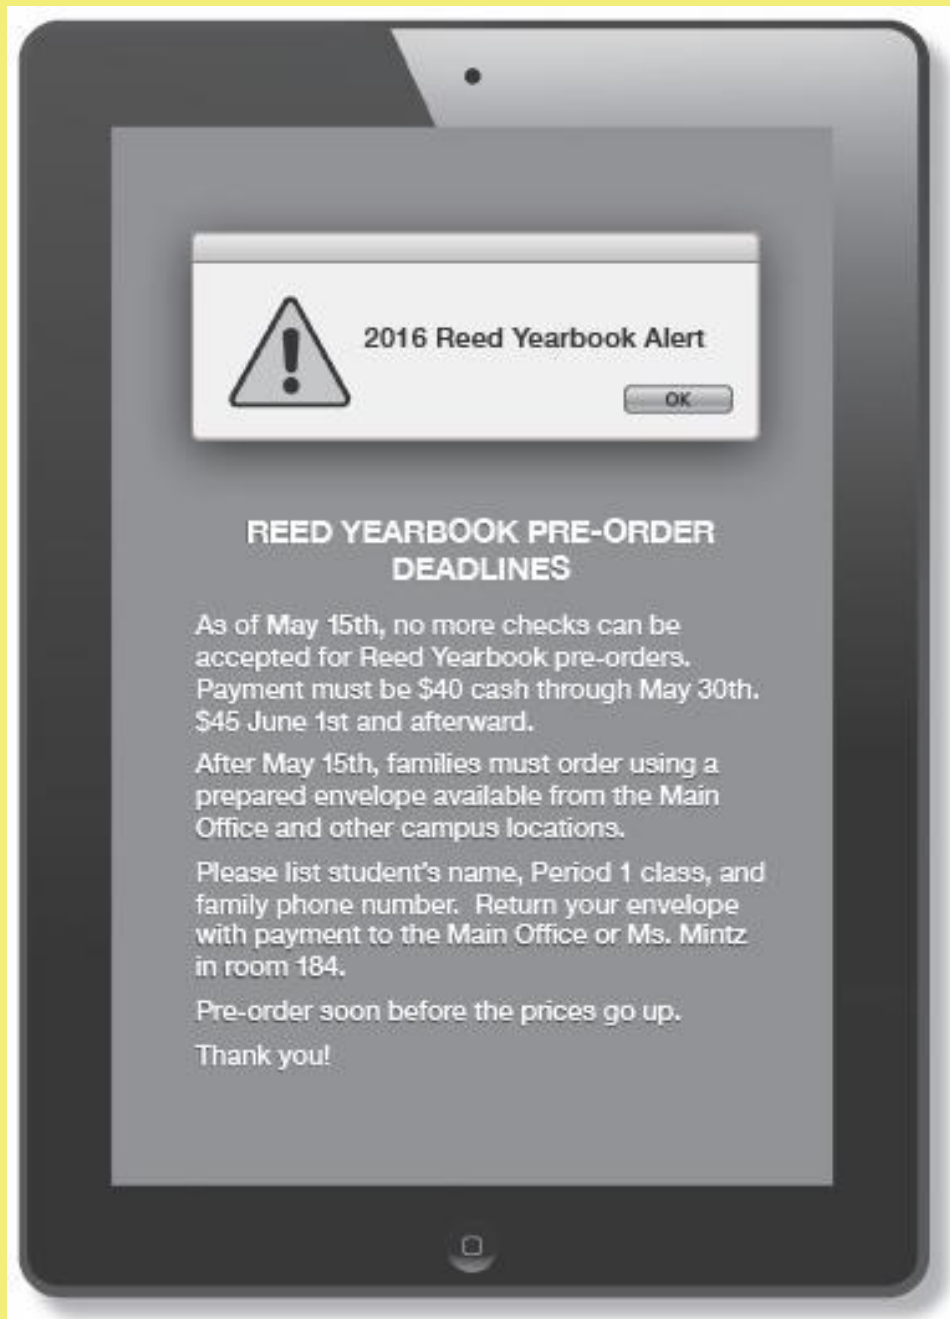 2016 Reed Yearbook Alert
OK
REED YEARBOOK PRE-ORDER
DEADLINES
As of May 15th, no more checks can be
accepted for Reed Yearbook pre-orders.
Payment must be $40 cash through May 30th.
$45 June 1st and afterward.
After May 15th, families must order using a
prepared envelope available from the Main
Office and other campus locations.
Please list student's name, Period 1 class, and
family phone number.  Return your envelope
with payment to the Main Office or Ms. Mintz
in room 184.
Pre-order soon before the prices go up.
Thank you!